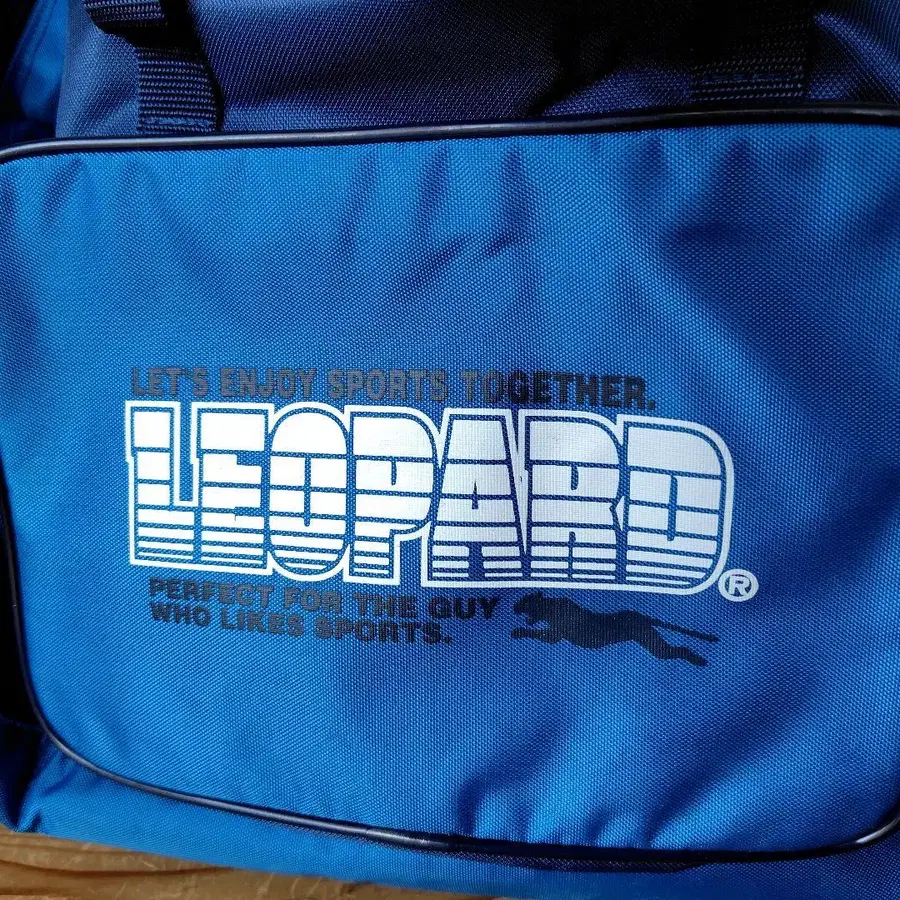 LET'S ENJOY SPORTS TOGETHER.
LEOPARD®
PERFECT FOR THE GUY
WHO LIKES SPORTS.